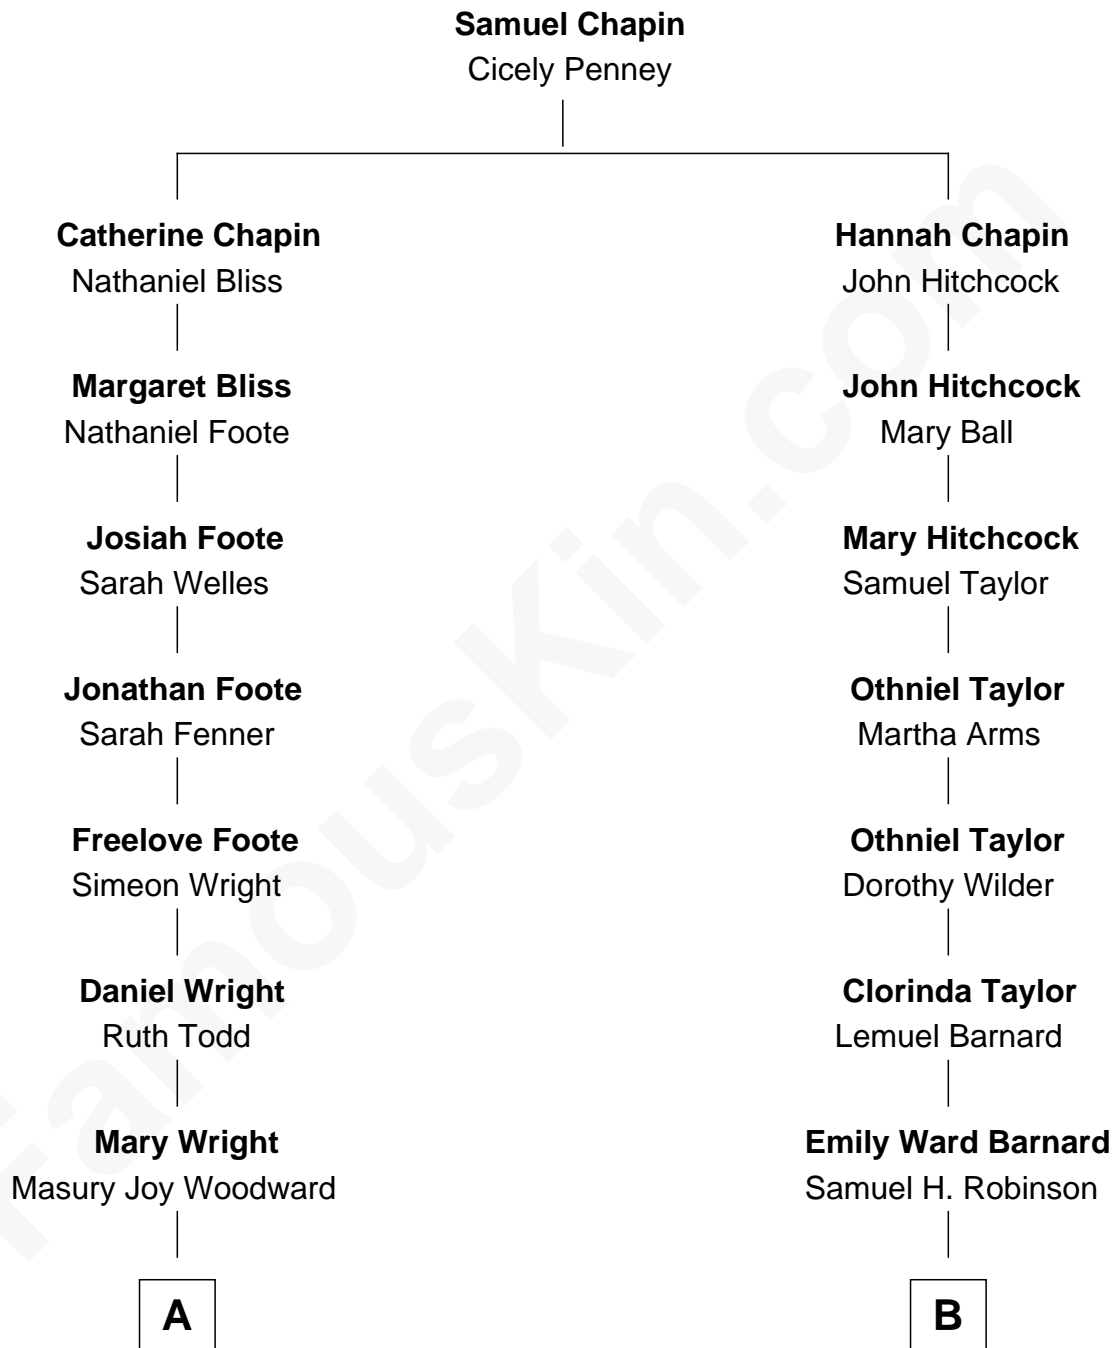 Samuel Chapin
Cicely Penney
Catherine Chapin
Nathaniel Bliss
Hannah Chapin
John Hitchcock
Margaret Bliss
Nathaniel Foote
John Hitchcock
Mary Ball
Josiah Foote
Sarah Welles
Mary Hitchcock
Samuel Taylor
Jonathan Foote
Sarah Fenner
Othniel Taylor
Martha Arms
Freelove Foote
Simeon Wright
Othniel Taylor
Dorothy Wilder
Daniel Wright
Ruth Todd
Clorinda Taylor
Lemuel Barnard
Mary Wright
Masury Joy Woodward
Emily Ward Barnard
Samuel H. Robinson
A
B
FamousKin.com